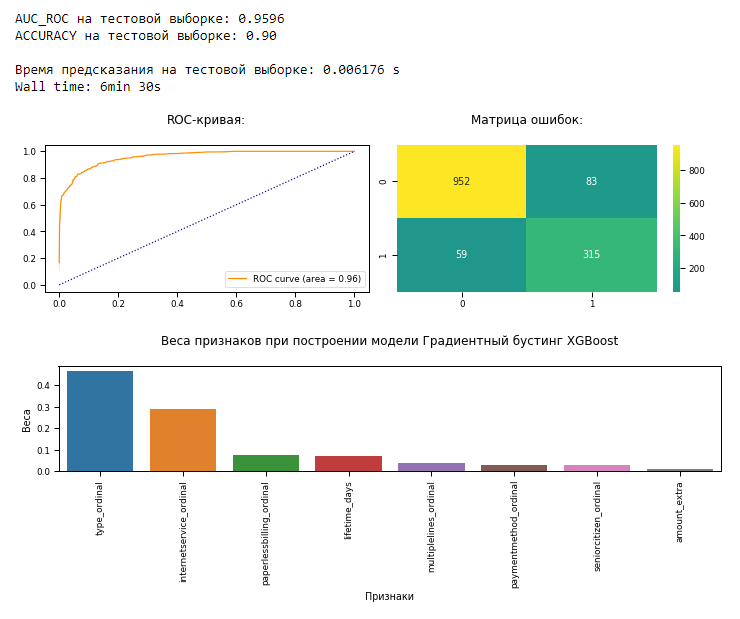 AUC_ROC на тестовой выборке: 0.9596
ACCURACY на тестовой выборке: 0.90
Время предсказания на тестовой выборке: 0.006176 s
Wall time: 6min 30s
ROC-кривая:
1.0
0.8
0.6
0.4
0.2
0.0
ROC curve (area = 0.96)
0.0 0.2 0.4 0.6 0.8 1.0
Матрица ошибок:
0 952 83
1 59 315
0 1
800
600
400
200
Веса признаков при построении модели Градиентный бустинг XGBoost
Веса
0.4
0.3
0.2
0.1
0.0
type_ordinal
internetservice_ordinal
paperlessbilling_ordinal
lifetime_days
multiplelines_ordinal
paymentmethod_ordinal
seniorcitizen_ordinal
amount_extra
Признаки